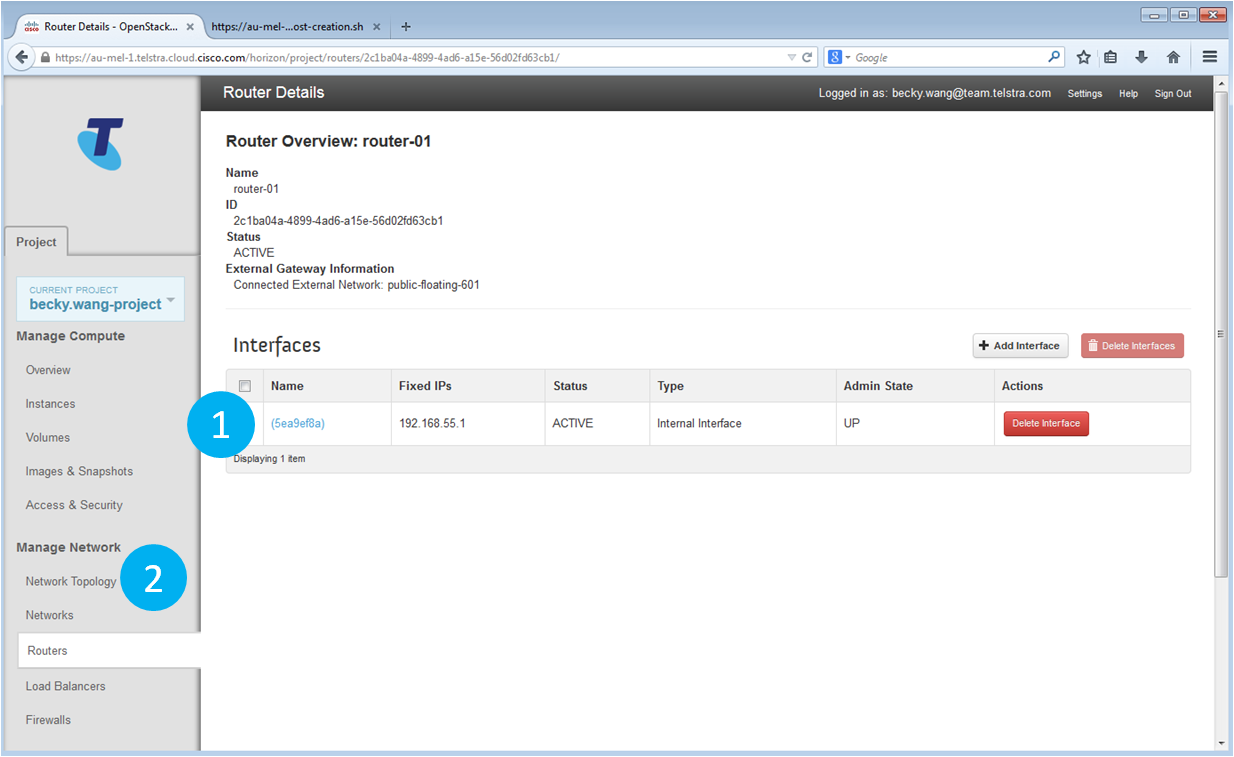 Router Details - OpenStack... × https://au-mel-...ost-creation.sh × +
https://au-mel-1.telstra.cloud.cisco.com/horizon/project/routers/2c1ba04a-4899-4ad6-a15e-56d02fd63cb1/ Google
Router Details Logged in as: becky.wang@team.telstra.com Settings Help Sign Out
T
Project
CURRENT PROJECT
becky.wang-project
Manage Compute
Overview
Instances
Volumes
Images & Snapshots
Access & Security
Manage Network
Network Topology
2
Networks
Routers
Load Balancers
Firewalls
Router Overview: router-01
Name
router-01
ID
2c1ba04a-4899-4ad6-a15e-56d02fd63cb1
Status
ACTIVE
External Gateway Information
Connected External Network: public-floating-601
Interfaces + Add Interface Delete Interfaces
Name Fixed IPs Status Type Admin State Actions
1 (5ea9ef8a) 192.168.55.1 ACTIVE Internal Interface UP Delete Interface
Displaying 1 item